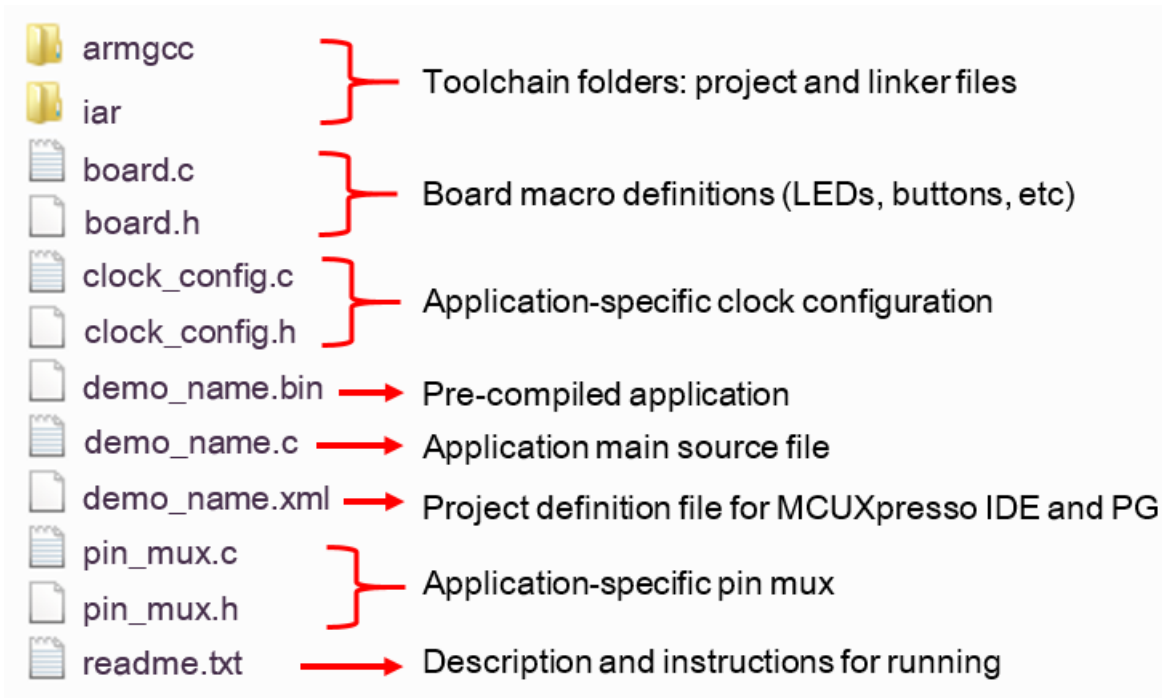 armgcc
iar
Toolchain folders: project and linker files
board.c
board.h
Board macro definitions (LEDs, buttons, etc)
clock_config.c
clock_config.h
Application-specific clock configuration
demo_name.bin Pre-compiled application
demo_name.c Application main source file
demo_name.xml Project definition file for MCUXpresso IDE and PG
pin_mux.c
pin_mux.h
Application-specific pin mux
readme.txt Description and instructions for running